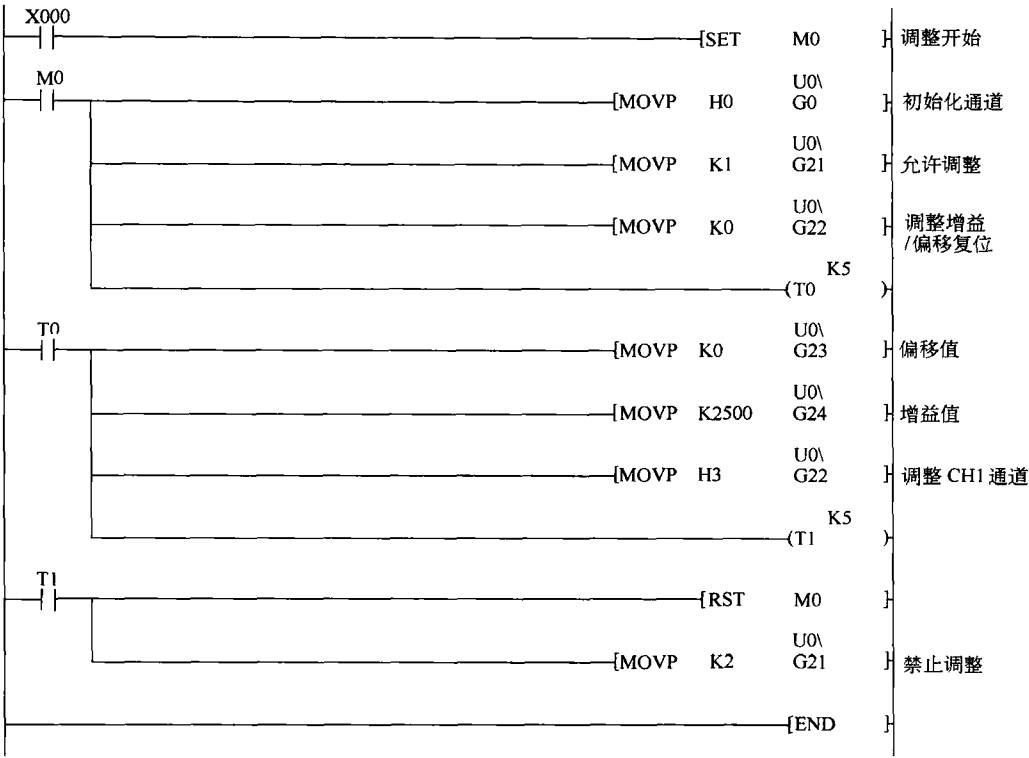 X000
SET M0 调整开始
M0
U0\
MOVP H0 G0 初始化通道
U0\
MOVP K1 G21 允许调整
U0\
MOVP K0 G22 调整增益
/偏移复位
K5
T0
T0
U0\
MOVP K0 G23 偏移值
U0\
MOVP K2500 G24 增益值
U0\
MOVP H3 G22 调整 CH1 通道
K5
T1
T1
RST M0
U0\
MOVP K2 G21 禁止调整
END